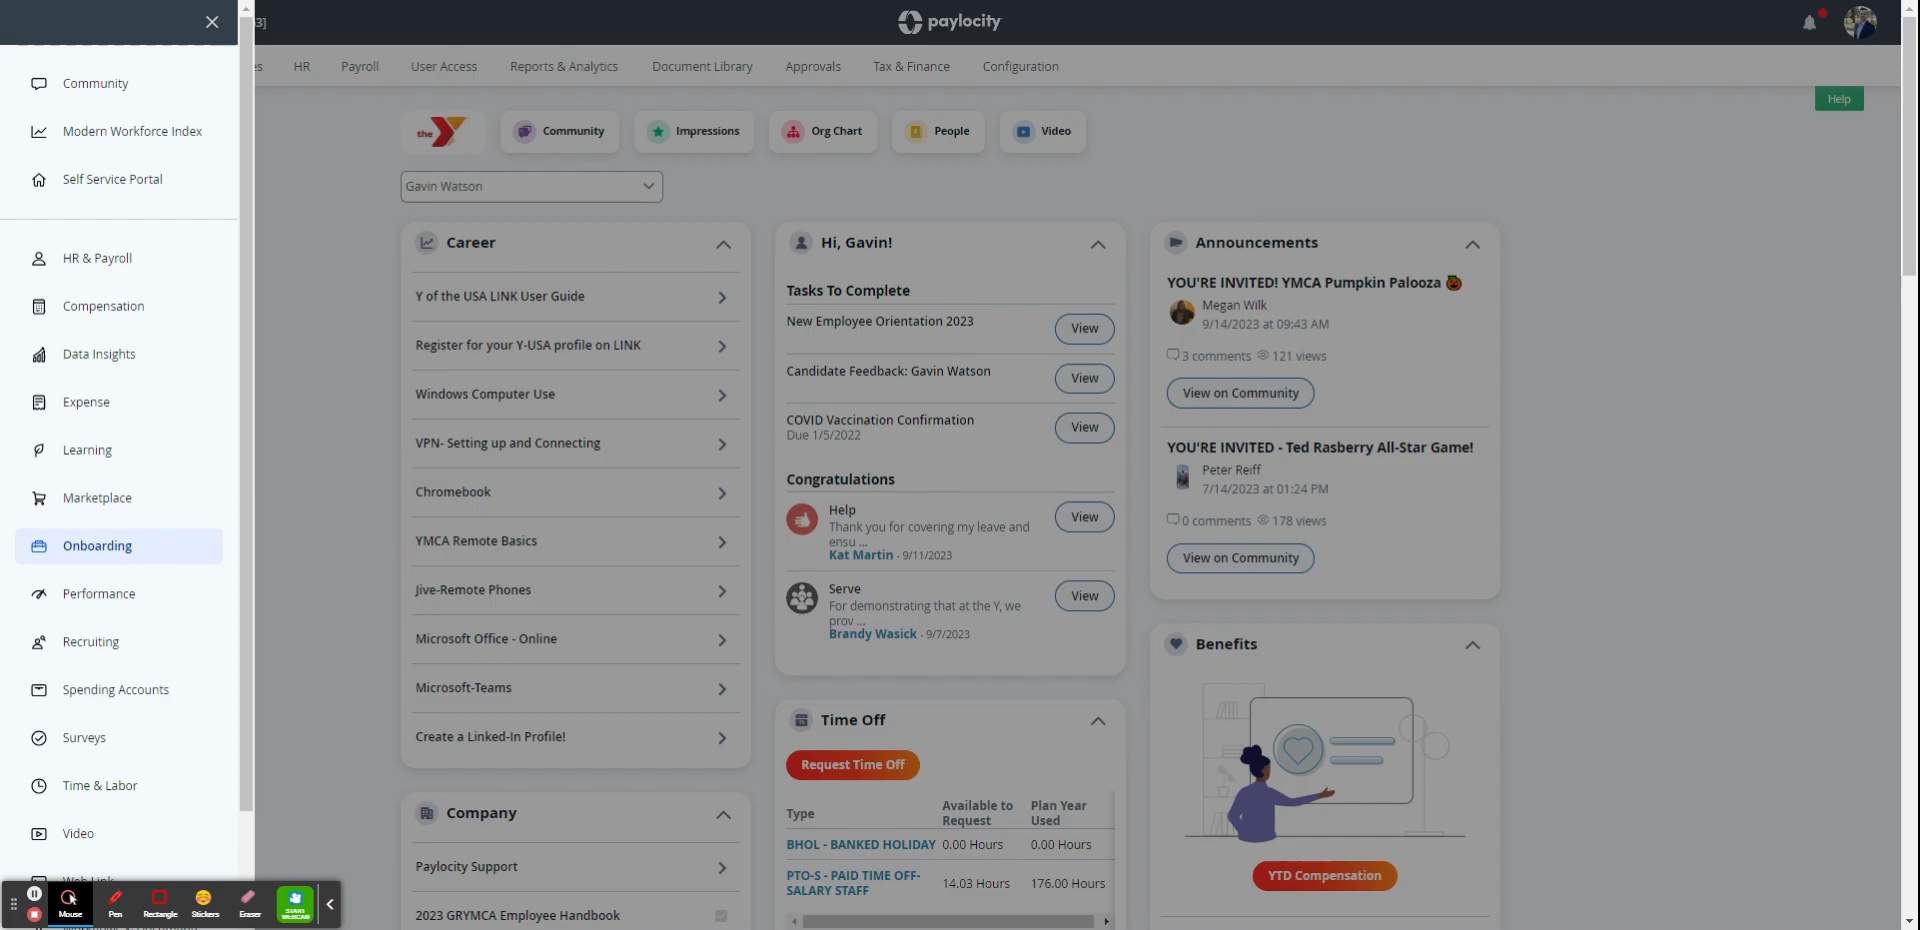 3]
paylocity
es
HR
Payroll
User Access
Reports & Analytics
Document Library
Approvals
Tax & Finance
Configuration
Help
Community
Modern Workforce Index
Self Service Portal
HR & Payroll
Compensation
Data Insights
Expense
Learning
Marketplace
Onboarding
Performance
Recruiting
Spending Accounts
Surveys
Time & Labor
Video
Web Link
Mouse
Pen
Rectangle
Stickers
Eraser
START
WEBCAM
the Y
Community
Impressions
Org Chart
People
Video
Gavin Watson
Career
Y of the USA LINK User Guide
Register for your Y-USA profile on LINK
Windows Computer Use
VPN- Setting up and Connecting
Chromebook
YMCA Remote Basics
Jive-Remote Phones
Microsoft Office - Online
Microsoft-Teams
Create a Linked-In Profile!
Company
Paylocity Support
2023 GRYMCA Employee Handbook
Hi, Gavin!
Tasks To Complete
New Employee Orientation 2023
View
Candidate Feedback: Gavin Watson
View
COVID Vaccination Confirmation
Due 1/5/2022
View
Congratulations
Help
Thank you for covering my leave and
ensu ...
Kat Martin - 9/11/2023
View
Serve
For demonstrating that at the Y, we
prov ...
Brandy Wasick - 9/7/2023
View
Time Off
Request Time Off
Type
Available to
Request
Plan Year
Used
BHOL - BANKED HOLIDAY 0.00 Hours 0.00 Hours
PTO-S - PAID TIME OFF-
SALARY STAFF
14.03 Hours 176.00 Hours
Announcements
YOU'RE INVITED! YMCA Pumpkin Palooza 🎃
Megan Wilk
9/14/2023 at 09:43 AM
3 comments 121 views
View on Community
YOU'RE INVITED - Ted Rasberry All-Star Game!
Peter Reiff
7/14/2023 at 01:24 PM
0 comments 178 views
View on Community
Benefits
YTD Compensation